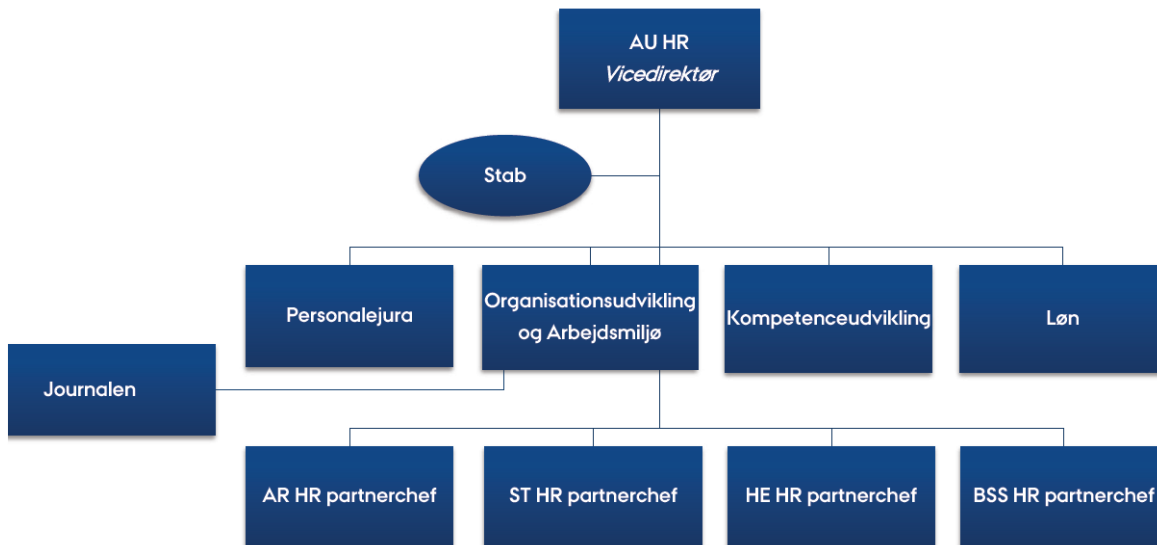 AU HR
Vicedirektør
Stab
Personalejura
Organisationsudvikling
og Arbejdsmiljø
Kompetenceudvikling
Løn
Journalen
AR HR partnerchef
ST HR partnerchef
HE HR partnerchef
BSS HR partnerchef